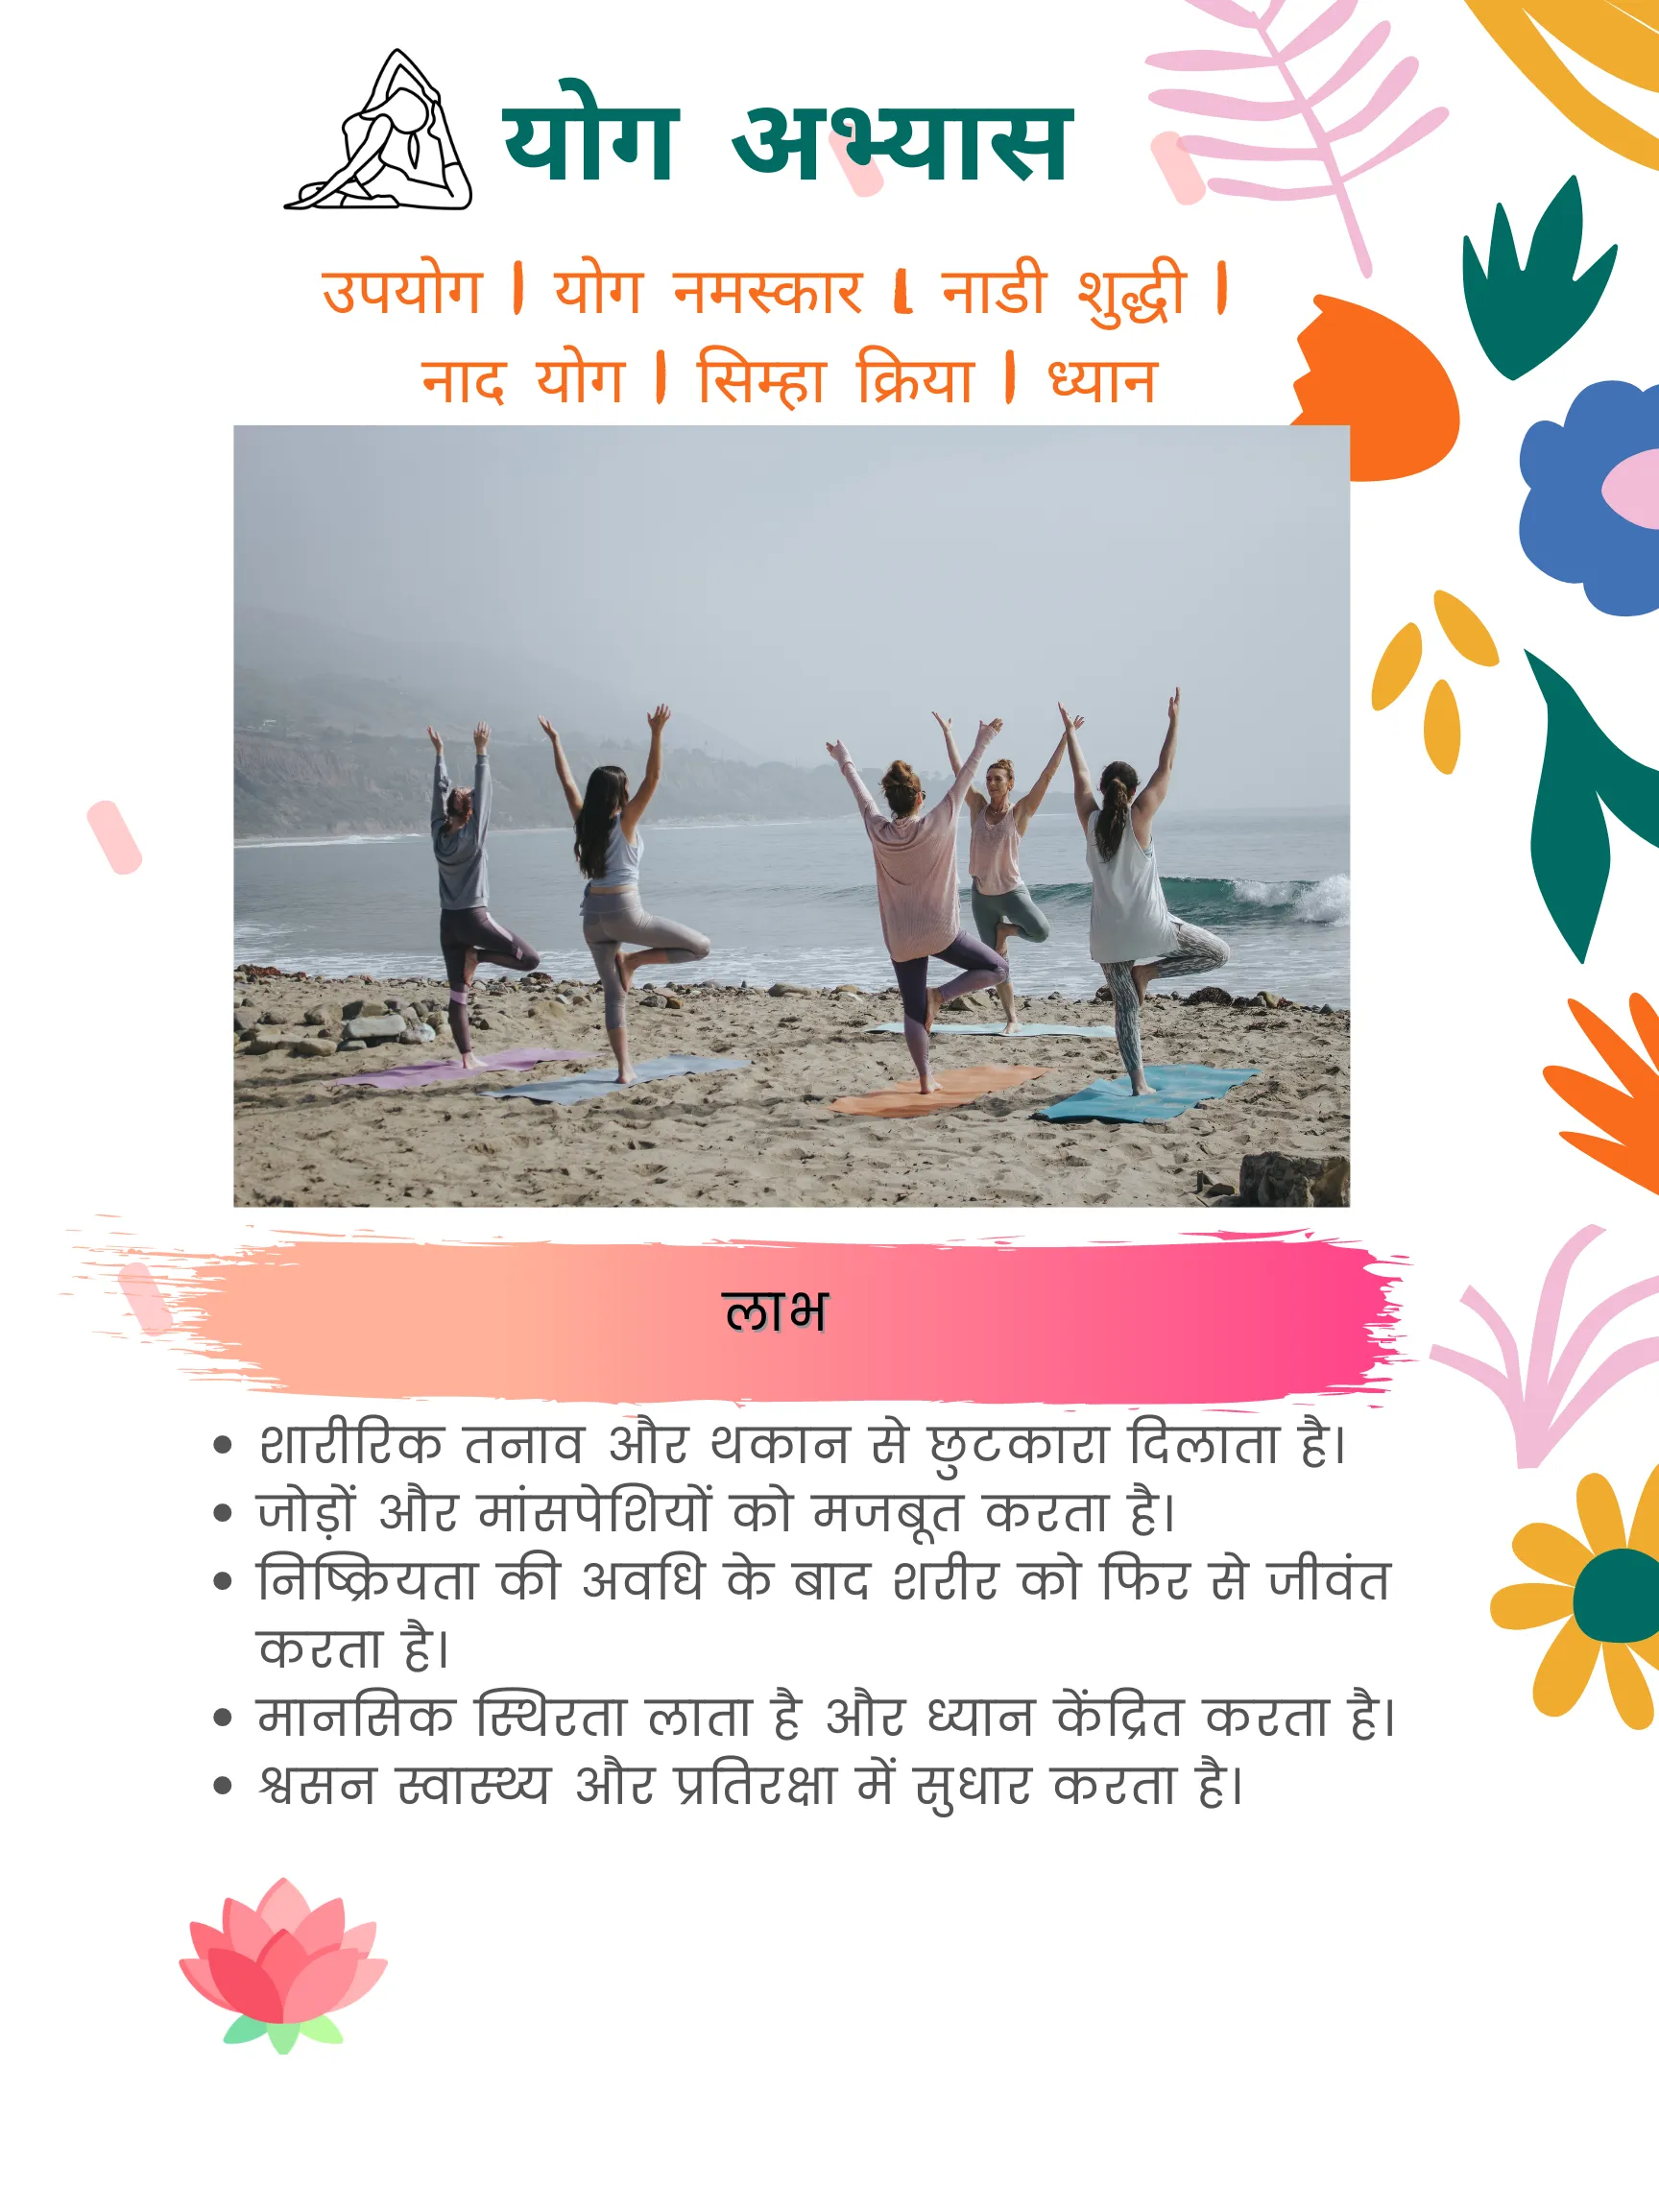 योग अभ्यास
उपयोग | योग नमस्कार l नाडी शुद्धी |
नाद योग | सिम्हा क्रिया | ध्यान
लाभ
• शारीरिक तनाव और थकान से छुटकारा दिलाता है।
• जोड़ों और मांसपेशियों को मजबूत करता है।
• निष्क्रियता की अवधि के बाद शरीर को फिर से जीवंत
करता है।
• मानसिक स्थिरता लाता है और ध्यान केंद्रित करता है।
• श्वसन स्वास्थ्य और प्रतिरक्षा में सुधार करता है।